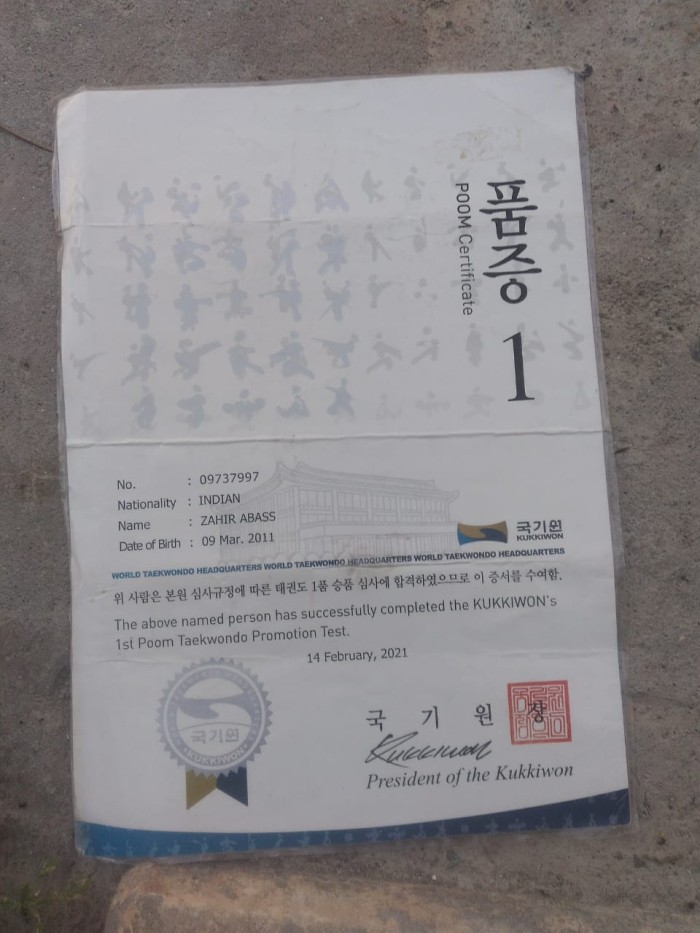 품증
POOM Certificate
1
No. : 09737997
Nationality : INDIAN
Name : ZAHIR ABASS
Date of Birth : 09 Mar. 2011
국기원
KUKKIWON
WORLD TAEKWONDO HEADQUARTERS WORLD TAEKWONDO HEADQUARTERS WORLD TAEKWONDO HEADQUARTERS
위 사람은 본원 심사규정에 따른 태권도 1품 승품 심사에 합격하였으므로 이 증서를 수여함.
The above named person has successfully completed the KUKKIWON's
1st Poom Taekwondo Promotion Test.
14 February, 2021
국기원
KUKKIWON
국 기 원 장
Kukkiwon
President of the Kukkiwon